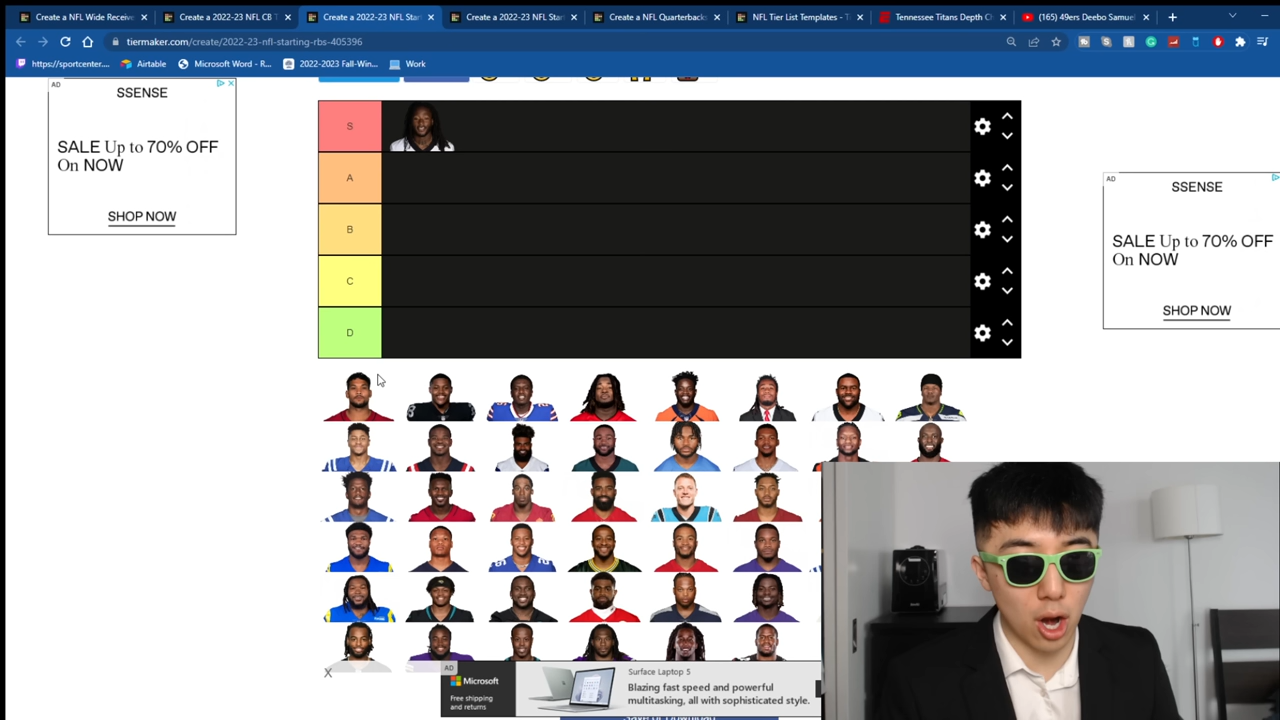 Create a NFL Wide Receive
Create a 2022-23 NFL CB T
Create a 2022-23 NFL Star
Create a 2022-23 NFL Star
Create a NFL Quarterbacks
NFL Tier List Templates - Ti
Tennessee Titans Depth Ch
(165) 49ers Deebo Samuel
tiermaker.com/create/2022-23-nfl-starting-rbs-405396
https://sportcenter....
Airtable
Microsoft Word - R...
2022-2023 Fall-Win...
Work
AD
SSENSE
SALE Up to 70% OFF
On NOW
SHOP NOW
S
A
B
C
D
AD
SSENSE
SALE Up to 70% OFF
On NOW
SHOP NOW
X
AD
Microsoft
Free shipping
and returns
Surface Laptop 5
Blazing fast speed and powerful
multitasking, all with sophisticated style.